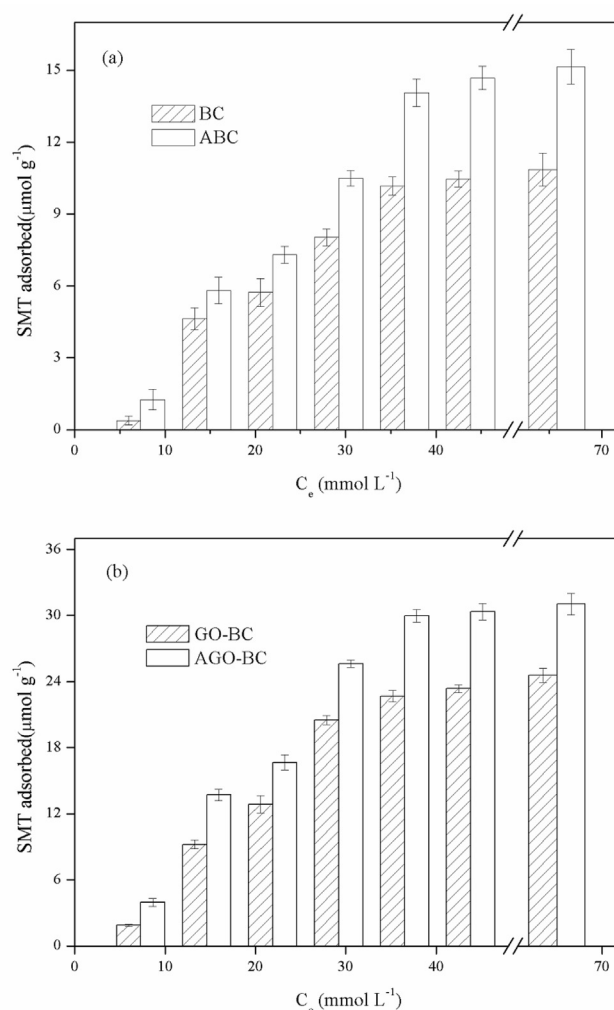 (a)
BC
ABC
SMT adsorbed(μmol g⁻¹)
15
12
9
6
3
0
0 10 20 30 40 70
Cₑ (mmol L⁻¹)
(b)
GO-BC
AGO-BC
SMT adsorbed(μmol g⁻¹)
36
30
24
18
12
6
0
0 10 20 30 40 70
Cₑ (mmol L⁻¹)